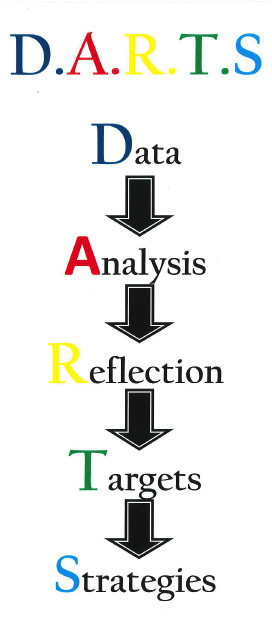 D.A.R.T.S
Data
Analysis
Reflection
Targets
Strategies